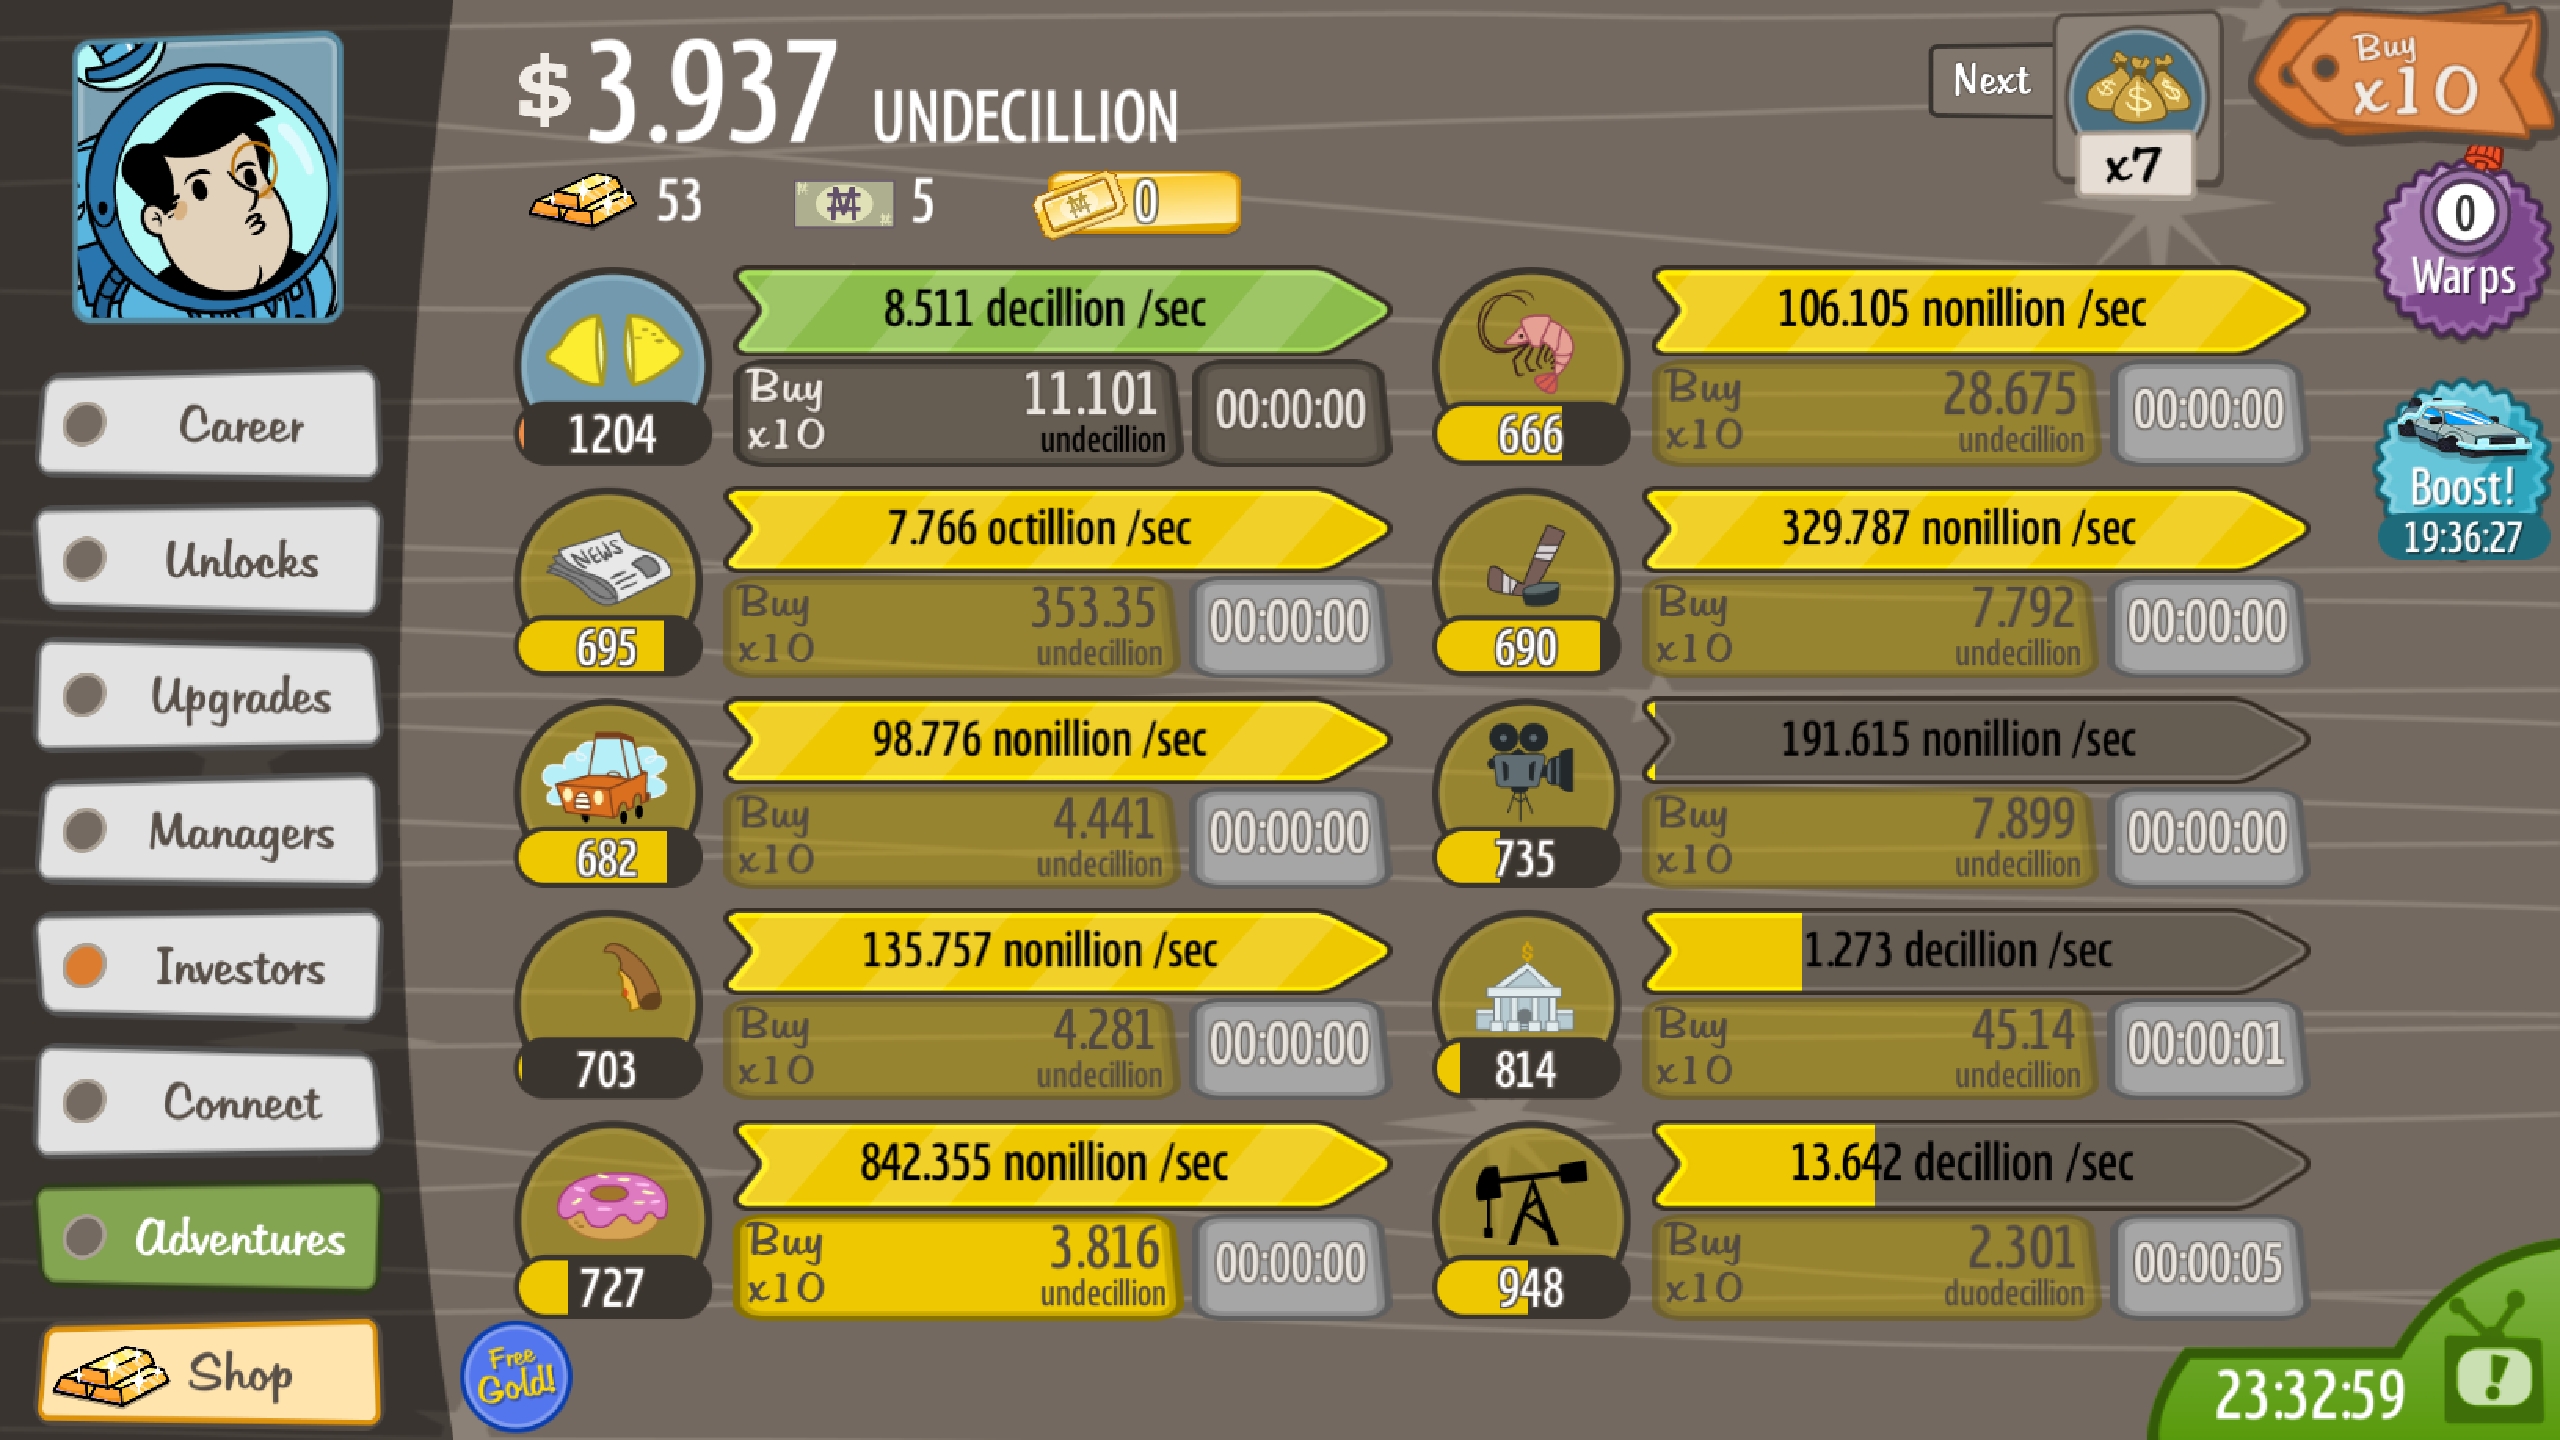 $ 3.937 UNDECILLION
Next
x7
Buy
x10
53
5
0
0
Warps
Boost!
19:36:27
Career
Unlocks
Upgrades
Managers
Investors
Connect
Adventures
Shop
8.511 decillion /sec
1204
Buy
x10
11.101
undecillion
00:00:00
106.105 nonillion /sec
666
Buy
x10
28.675
undecillion
00:00:00
NEWS
7.766 octillion /sec
695
Buy
x10
353.35
undecillion
00:00:00
329.787 nonillion /sec
690
Buy
x10
7.792
undecillion
00:00:00
98.776 nonillion /sec
682
Buy
x10
4.441
undecillion
00:00:00
191.615 nonillion /sec
735
Buy
x10
7.899
undecillion
00:00:00
135.757 nonillion /sec
703
Buy
x10
4.281
undecillion
00:00:00
1.273 decillion /sec
814
Buy
x10
45.14
undecillion
00:00:01
842.355 nonillion /sec
727
Buy
x10
3.816
undecillion
00:00:00
13.642 decillion /sec
948
Buy
x10
2.301
duodecillion
00:00:05
Free
Gold!
23:32:59